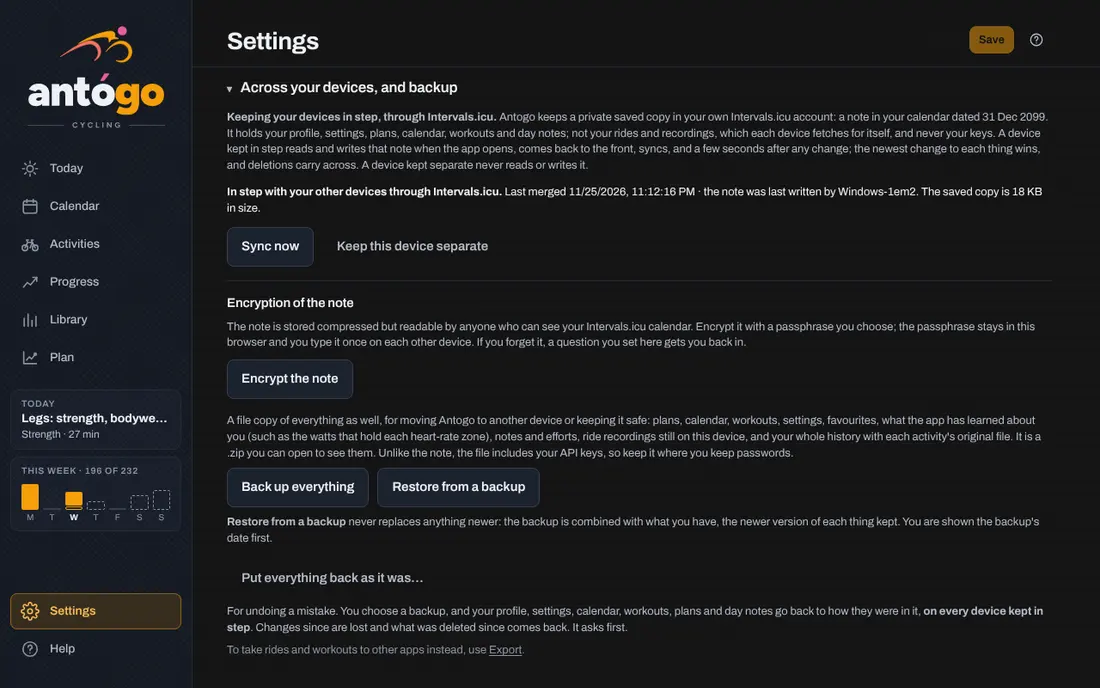 antógo
CYCLING
Today
Calendar
Activities
Progress
Library
Plan
TODAY
Legs: strength, bodywe...
Strength · 27 min
THIS WEEK · 196 OF 232
M T W T F S S
Settings
Help
Settings
Save
Across your devices, and backup
Keeping your devices in step, through Intervals.icu. Antogo keeps a private saved copy in your own Intervals.icu account: a note in your calendar dated 31 Dec 2099.
It holds your profile, settings, plans, calendar, workouts and day notes; not your rides and recordings, which each device fetches for itself, and never your keys. A device
kept in step reads and writes that note when the app opens, comes back to the front, syncs, and a few seconds after any change; the newest change to each thing wins,
and deletions carry across. A device kept separate never reads or writes it.
In step with your other devices through Intervals.icu. Last merged 11/25/2026, 11:12:16 PM · the note was last written by Windows-1em2. The saved copy is 18 KB
in size.
Sync now
Keep this device separate
Encryption of the note
The note is stored compressed but readable by anyone who can see your Intervals.icu calendar. Encrypt it with a passphrase you choose; the passphrase stays in this
browser and you type it once on each other device. If you forget it, a question you set here gets you back in.
Encrypt the note
A file copy of everything as well, for moving Antogo to another device or keeping it safe: plans, calendar, workouts, settings, favourites, what the app has learned about
you (such as the watts that hold each heart-rate zone), notes and efforts, ride recordings still on this device, and your whole history with each activity's original file. It is a
.zip you can open to see them. Unlike the note, the file includes your API keys, so keep it where you keep passwords.
Back up everything
Restore from a backup
Restore from a backup never replaces anything newer: the backup is combined with what you have, the newer version of each thing kept. You are shown the backup's
date first.
Put everything back as it was...
For undoing a mistake. You choose a backup, and your profile, settings, calendar, workouts, plans and day notes go back to how they were in it, on every device kept in
step. Changes since are lost and what was deleted since comes back. It asks first.
To take rides and workouts to other apps instead, use Export.